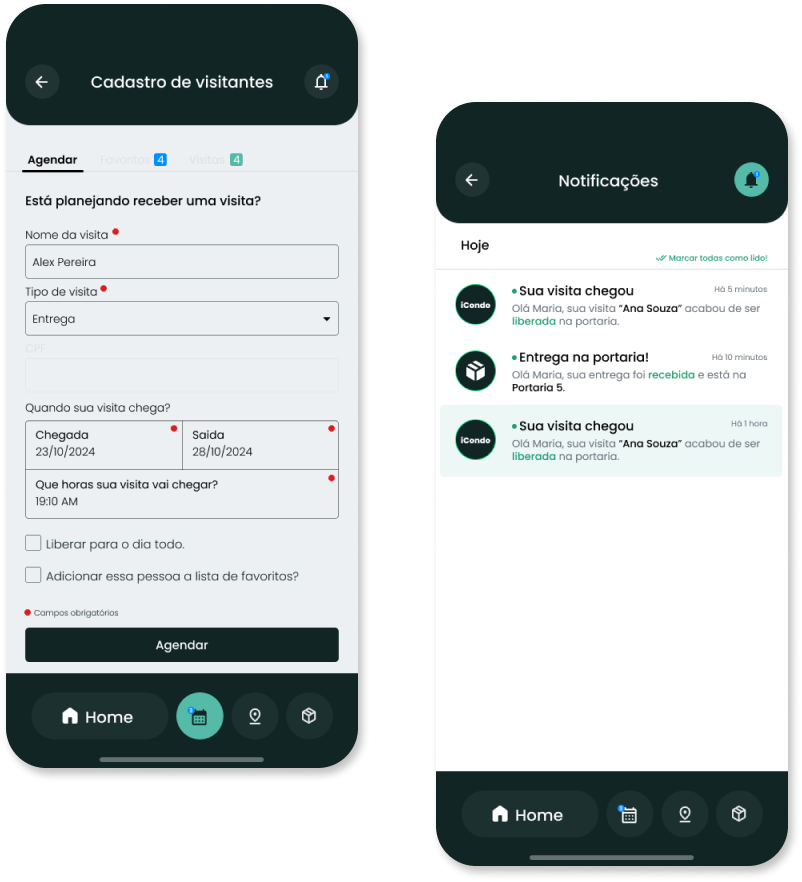 Cadastro de visitantes
Agendar Favoritos 4 Visitas 4
Está planejando receber uma visita?
Nome da visita
Alex Pereira
Tipo de visita
Entrega
CPF
Quando sua visita chega?
Chegada Saida
23/10/2024 28/10/2024
Que horas sua visita vai chegar?
19:10 AM
Liberar para o dia todo.
Adicionar essa pessoa a lista de favoritos?
Campos obrigatórios
Agendar
Home
Notificações
Hoje
Marcar todas como lido!
iCondo
Sua visita chegou Há 5 minutos
Olá Maria, sua visita “Ana Souza” acabou de ser
liberada na portaria.
Entrega na portaria! Há 10 minutos
Olá Maria, sua entrega foi recebida e está na
Portaria 5.
iCondo
Sua visita chegou Há 1 hora
Olá Maria, sua visita “Ana Souza” acabou de ser
liberada na portaria.
Home